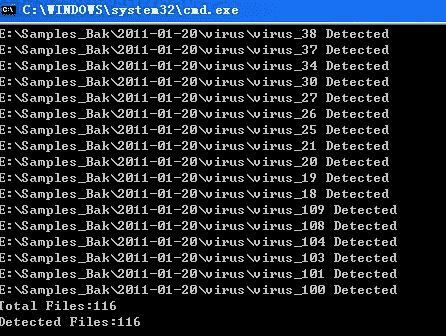 C:\WINDOWS\system32\cmd.exe
E:\Samples_Bak\2011-01-20\virus\virus_38 Detected
E:\Samples_Bak\2011-01-20\virus\virus_37 Detected
E:\Samples_Bak\2011-01-20\virus\virus_34 Detected
E:\Samples_Bak\2011-01-20\virus\virus_30 Detected
E:\Samples_Bak\2011-01-20\virus\virus_27 Detected
E:\Samples_Bak\2011-01-20\virus\virus_26 Detected
E:\Samples_Bak\2011-01-20\virus\virus_25 Detected
E:\Samples_Bak\2011-01-20\virus\virus_21 Detected
E:\Samples_Bak\2011-01-20\virus\virus_20 Detected
E:\Samples_Bak\2011-01-20\virus\virus_19 Detected
E:\Samples_Bak\2011-01-20\virus\virus_18 Detected
E:\Samples_Bak\2011-01-20\virus\virus_109 Detected
E:\Samples_Bak\2011-01-20\virus\virus_108 Detected
E:\Samples_Bak\2011-01-20\virus\virus_104 Detected
E:\Samples_Bak\2011-01-20\virus\virus_103 Detected
E:\Samples_Bak\2011-01-20\virus\virus_101 Detected
E:\Samples_Bak\2011-01-20\virus\virus_100 Detected
Total Files:116
Detected Files:116